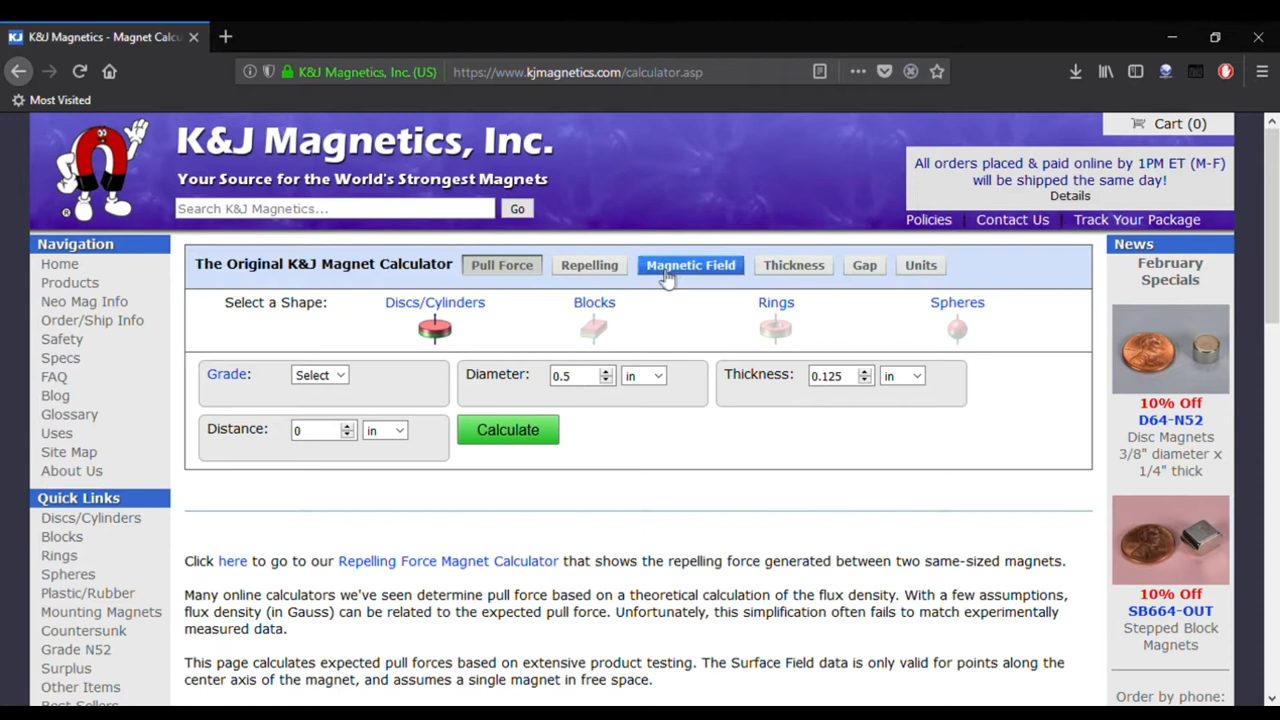 K&J Magnetics - Magnet Calcu
K&J Magnetics, Inc. (US)
https://www.kjmagnetics.com/calculator.asp
Most Visited
K&J Magnetics, Inc.
Your Source for the World's Strongest Magnets
Search K&J Magnetics...
Go
Cart (0)
All orders placed & paid online by 1PM ET (M-F)
will be shipped the same day!
Details
Policies | Contact Us | Track Your Package
Navigation
Home
Products
Neo Mag Info
Order/Ship Info
Safety
Specs
FAQ
Blog
Glossary
Uses
Site Map
About Us
Quick Links
Discs/Cylinders
Blocks
Rings
Spheres
Plastic/Rubber
Mounting Magnets
Countersunk
Grade N52
Surplus
Other Items
The Original K&J Magnet Calculator
Pull Force
Repelling
Magnetic Field
Thickness
Gap
Units
Select a Shape:
Discs/Cylinders
Blocks
Rings
Spheres
Grade: Select
Diameter: 0.5 in
Thickness: 0.125 in
Distance: 0 in
Calculate
Click here to go to our Repelling Force Magnet Calculator that shows the repelling force generated between two same-sized magnets.
Many online calculators we've seen determine pull force based on a theoretical calculation of the flux density. With a few assumptions,
flux density (in Gauss) can be related to the expected pull force. Unfortunately, this simplification often fails to match experimentally
measured data.
This page calculates expected pull forces based on extensive product testing. The Surface Field data is only valid for points along the
center axis of the magnet, and assumes a single magnet in free space.
News
February
Specials
10% Off
D64-N52
Disc Magnets
3/8" diameter x
1/4" thick
10% Off
SB664-OUT
Stepped Block
Magnets
Order by phone: